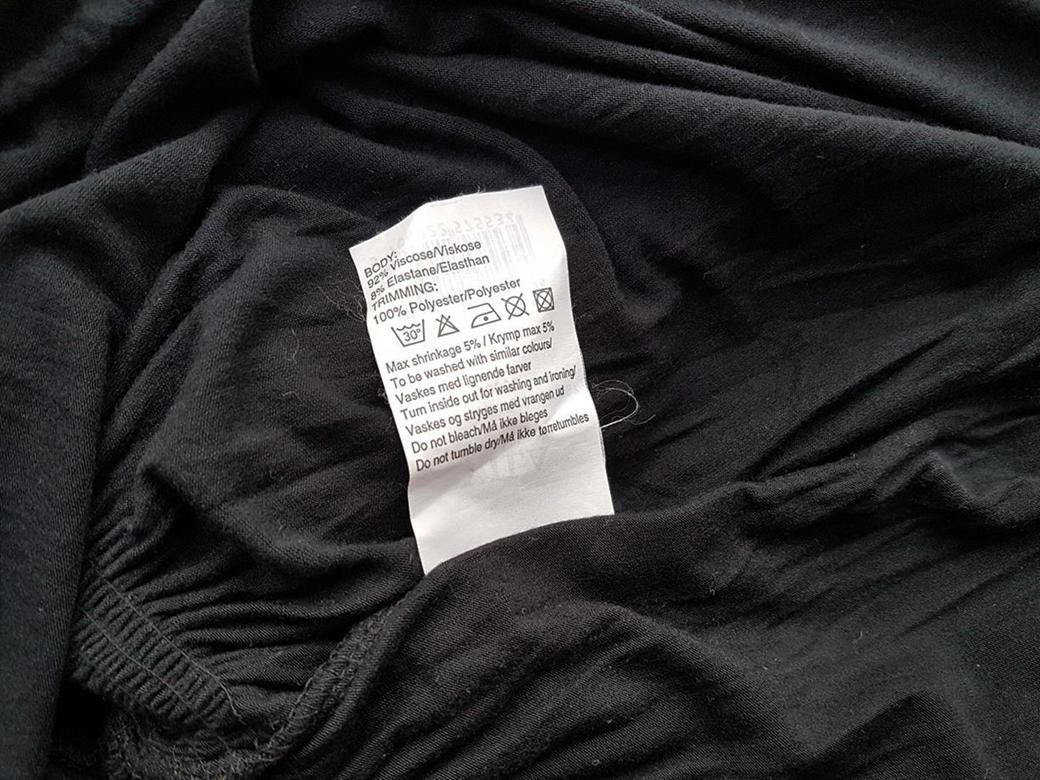 BODY:
92% Viscose/Viskose
8% Elastane/Elasthan
TRIMMING:
100% Polyester/Polyester
30°
Max shrinkage 5% / Krymp max 5%
To be washed with similar colours/
Vaskes med lignende farver
Turn inside out for washing and ironing/
Vaskes og stryges med vrangen ud
Do not bleach/Må ikke bleges
Do not tumble dry/Må ikke tørretumbles